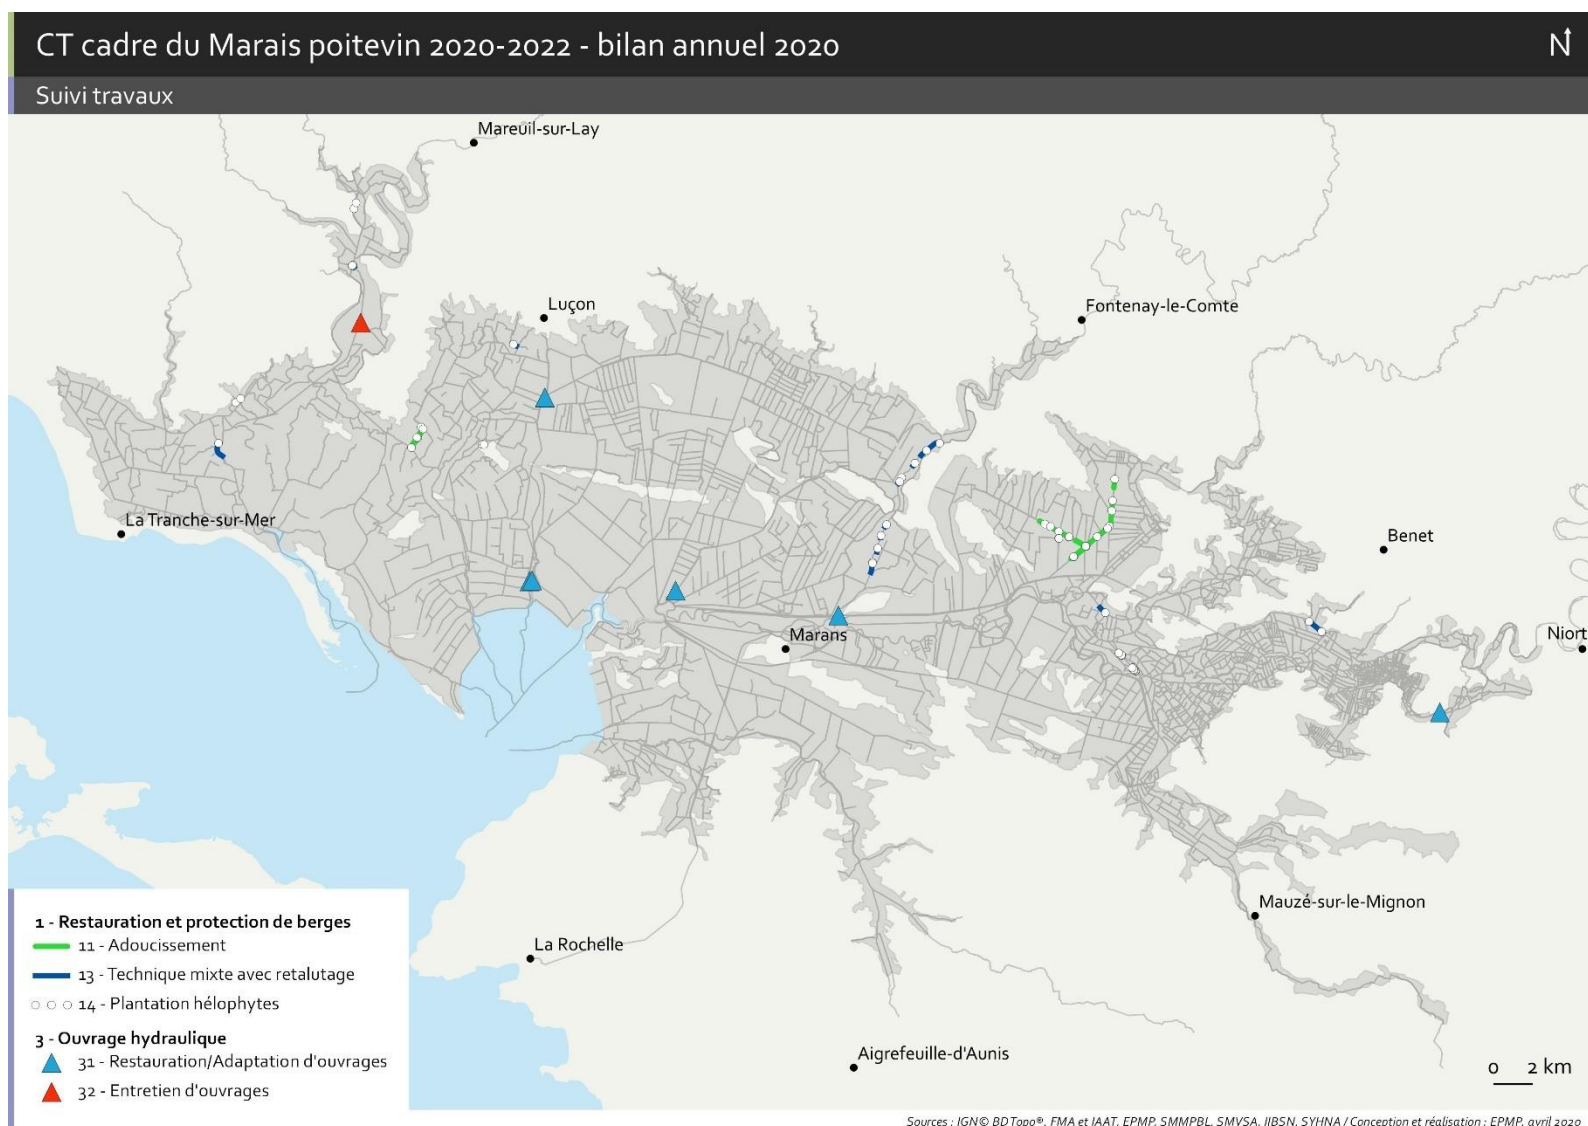 CT cadre du Marais poitevin 2020-2022 - bilan annuel 2020
N
Suivi travaux
Mareuil-sur-Lay
Luçon
Fontenay-le-Comte
La Tranche-sur-Mer
Benet
Marans
Niort
Mauzé-sur-le-Mignon
La Rochelle
Aigrefeuille-d'Aunis
1 - Restauration et protection de berges
11 - Adoucissement
13 - Technique mixte avec retalutage
14 - Plantation hélophytes
3 - Ouvrage hydraulique
31 - Restauration/Adaptation d'ouvrages
32 - Entretien d'ouvrages
0 2 km
Sources : IGN© BDTopo®, FMA et IAAT, EPMP, SMMPBL, SMVSA, IIBSN, SYHNA / Conception et réalisation : EPMP, avril 2020